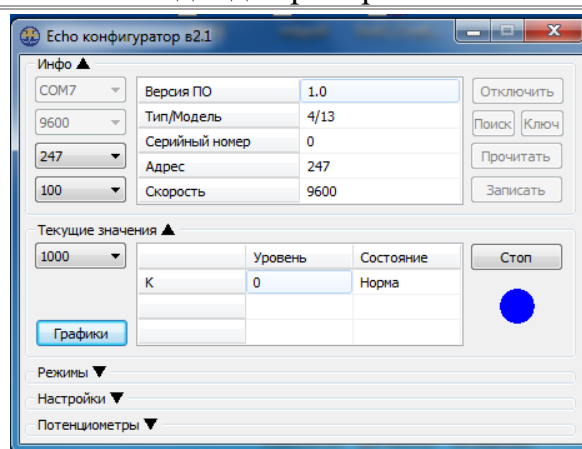 Echo конфигуратор в2.1
Инфо ▲
COM7 Версия ПО 1.0 Отключить
9600 Тип/Модель 4/13 Поиск Ключ
Серийный номер 0
247 Адрес 247 Прочитать
100 Скорость 9600 Записать
Текущие значения ▲
1000 Уровень Состояние Стоп
К 0 Норма
Графики
Режимы ▼
Настройки ▼
Потенциометры ▼